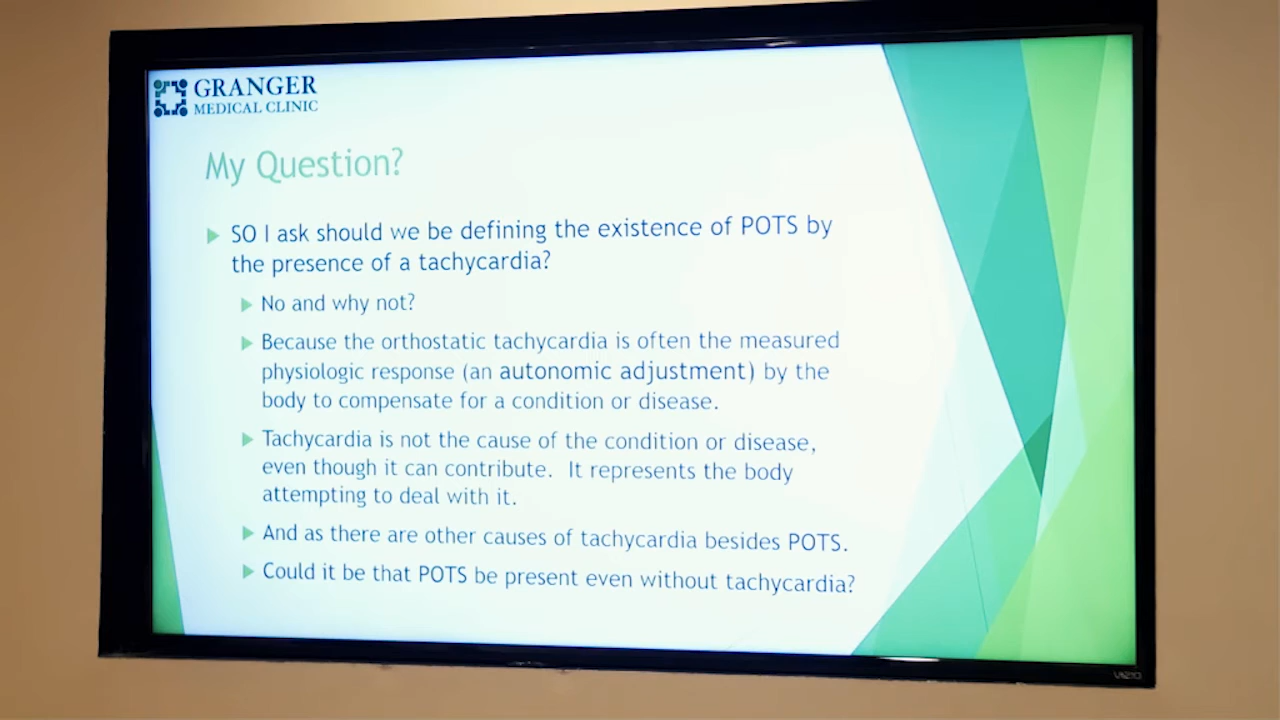 GRANGER
MEDICAL CLINIC
My Question?
SO I ask should we be defining the existence of POTS by
the presence of a tachycardia?
No and why not?
Because the orthostatic tachycardia is often the measured
physiologic response (an autonomic adjustment) by the
body to compensate for a condition or disease.
Tachycardia is not the cause of the condition or disease,
even though it can contribute.  It represents the body
attempting to deal with it.
And as there are other causes of tachycardia besides POTS.
Could it be that POTS be present even without tachycardia?
VIZIO